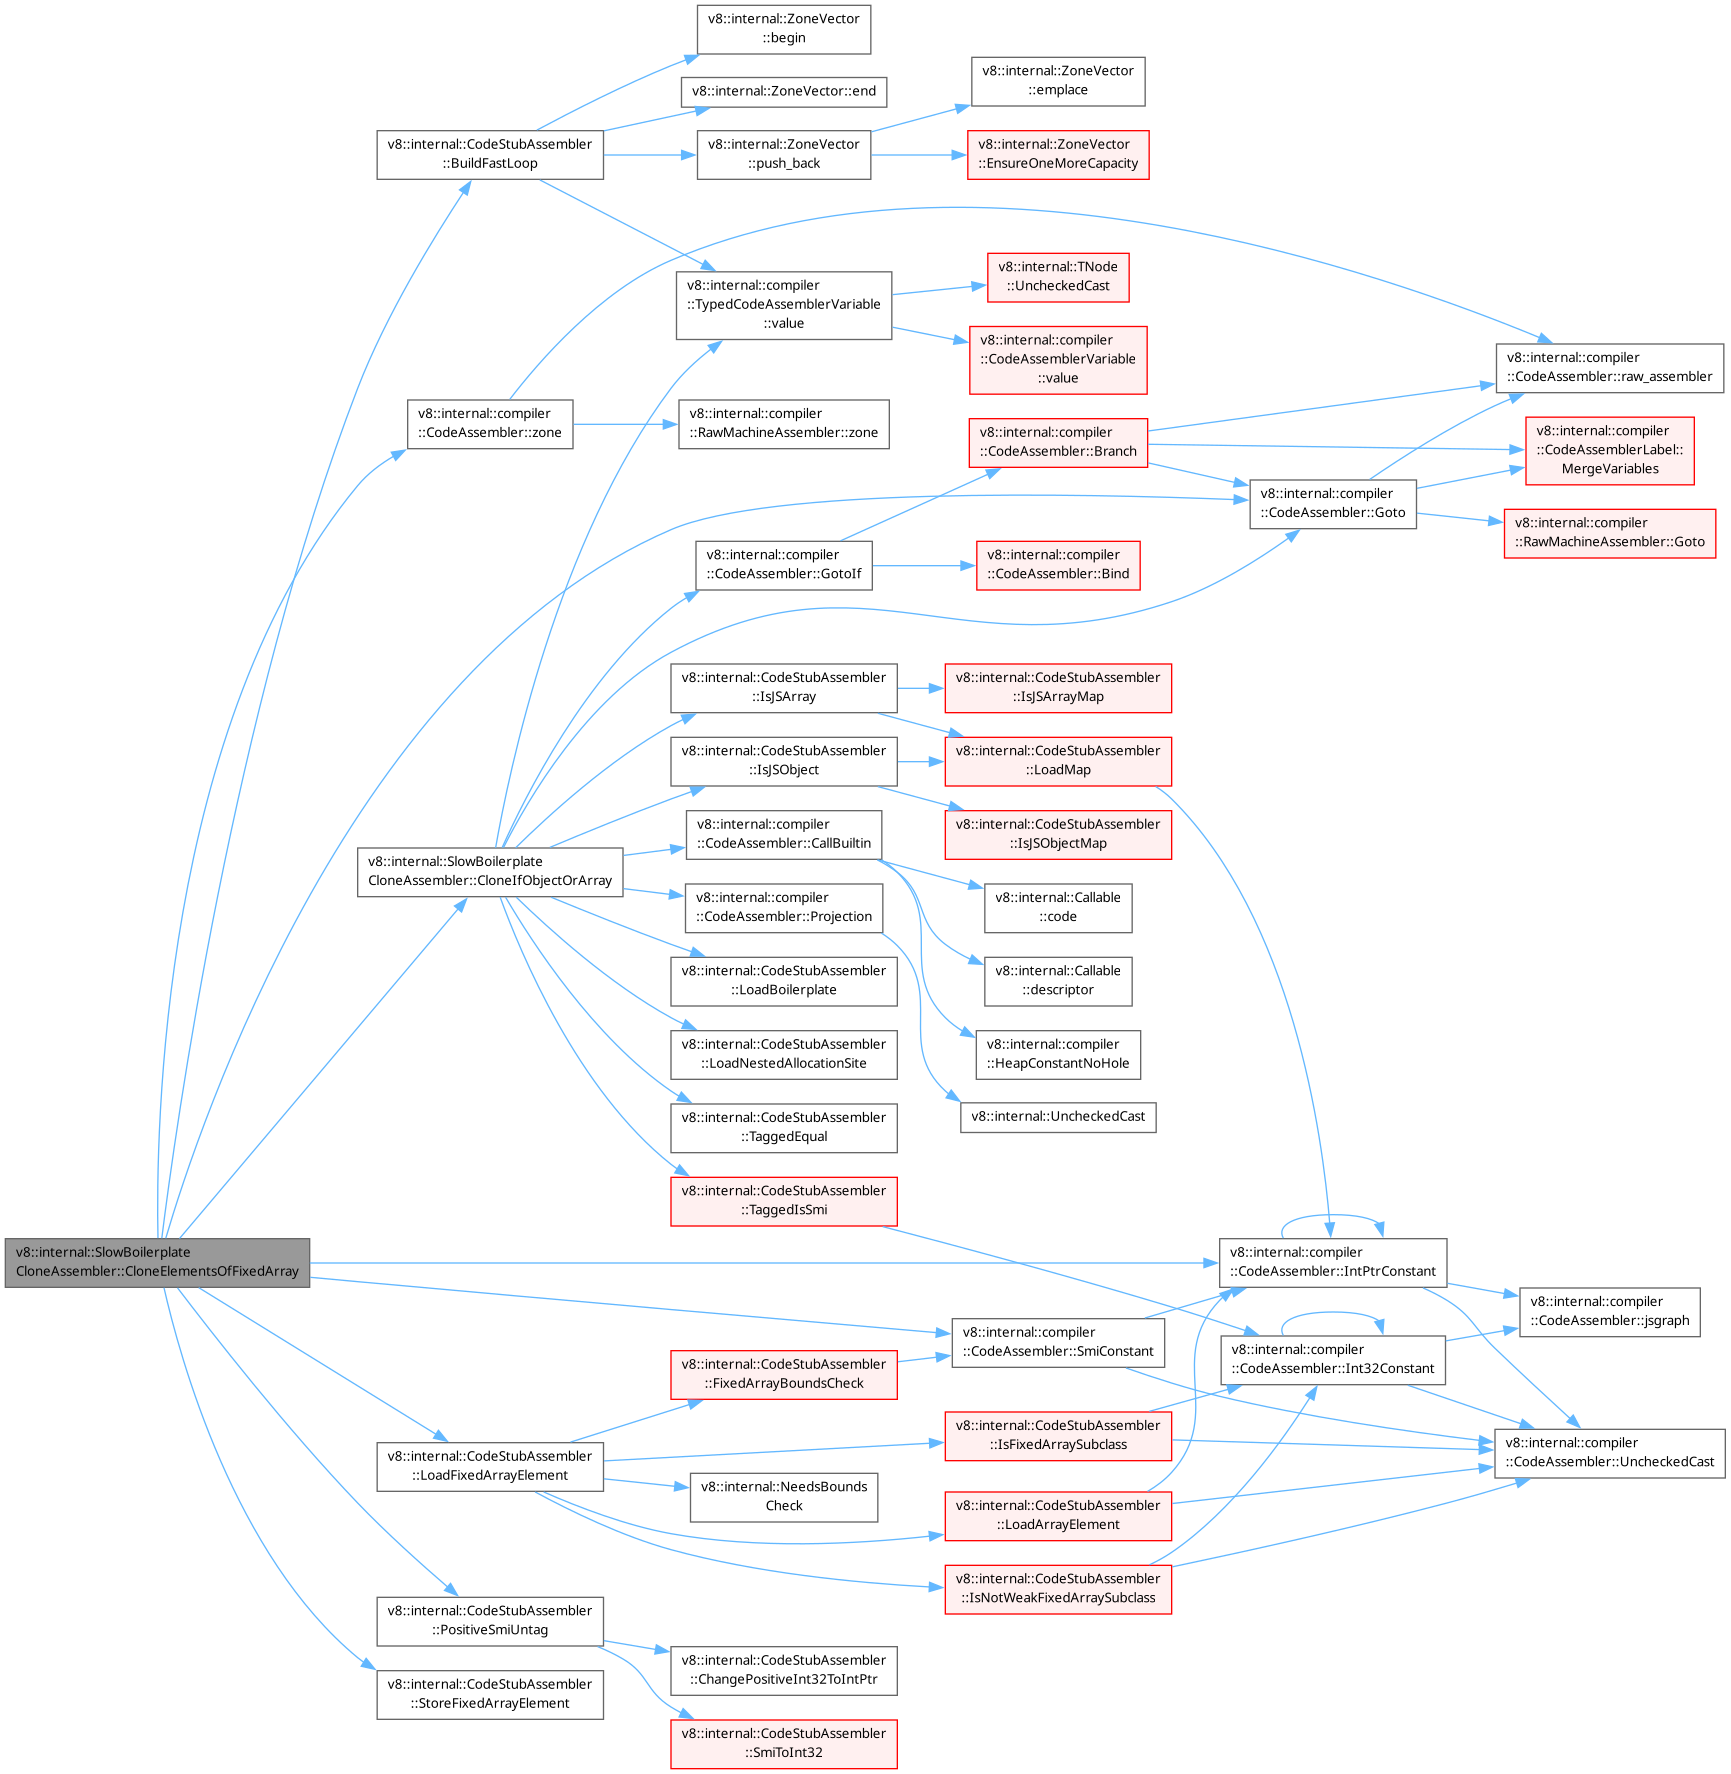 v8::internal::ZoneVector
::begin
v8::internal::ZoneVector
::emplace
v8::internal::ZoneVector::end
v8::internal::CodeStubAssembler
::BuildFastLoop
v8::internal::ZoneVector
::push_back
v8::internal::ZoneVector
::EnsureOneMoreCapacity
v8::internal::TNode
::UncheckedCast
v8::internal::compiler
::TypedCodeAssemblerVariable
::value
v8::internal::compiler
::CodeAssemblerVariable
::value
v8::internal::compiler
::CodeAssembler::raw_assembler
v8::internal::compiler
::CodeAssembler::zone
v8::internal::compiler
::RawMachineAssembler::zone
v8::internal::compiler
::CodeAssembler::Branch
v8::internal::compiler
::CodeAssemblerLabel::
MergeVariables
v8::internal::compiler
::CodeAssembler::Goto
v8::internal::compiler
::RawMachineAssembler::Goto
v8::internal::compiler
::CodeAssembler::GotoIf
v8::internal::compiler
::CodeAssembler::Bind
v8::internal::CodeStubAssembler
::IsJSArray
v8::internal::CodeStubAssembler
::IsJSArrayMap
v8::internal::CodeStubAssembler
::IsJSObject
v8::internal::CodeStubAssembler
::LoadMap
v8::internal::compiler
::CodeAssembler::CallBuiltin
v8::internal::CodeStubAssembler
::IsJSObjectMap
v8::internal::SlowBoilerplate
CloneAssembler::CloneIfObjectOrArray
v8::internal::compiler
::CodeAssembler::Projection
v8::internal::Callable
::code
v8::internal::CodeStubAssembler
::LoadBoilerplate
v8::internal::Callable
::descriptor
v8::internal::CodeStubAssembler
::LoadNestedAllocationSite
v8::internal::compiler
::HeapConstantNoHole
v8::internal::CodeStubAssembler
::TaggedEqual
v8::internal::UncheckedCast
v8::internal::CodeStubAssembler
::TaggedIsSmi
v8::internal::SlowBoilerplate
CloneAssembler::CloneElementsOfFixedArray
v8::internal::compiler
::CodeAssembler::IntPtrConstant
v8::internal::compiler
::CodeAssembler::jsgraph
v8::internal::compiler
::CodeAssembler::SmiConstant
v8::internal::compiler
::CodeAssembler::Int32Constant
v8::internal::CodeStubAssembler
::FixedArrayBoundsCheck
v8::internal::CodeStubAssembler
::IsFixedArraySubclass
v8::internal::compiler
::CodeAssembler::UncheckedCast
v8::internal::CodeStubAssembler
::LoadFixedArrayElement
v8::internal::NeedsBounds
Check
v8::internal::CodeStubAssembler
::LoadArrayElement
v8::internal::CodeStubAssembler
::IsNotWeakFixedArraySubclass
v8::internal::CodeStubAssembler
::PositiveSmiUntag
v8::internal::CodeStubAssembler
::ChangePositiveInt32ToIntPtr
v8::internal::CodeStubAssembler
::StoreFixedArrayElement
v8::internal::CodeStubAssembler
::SmiToInt32